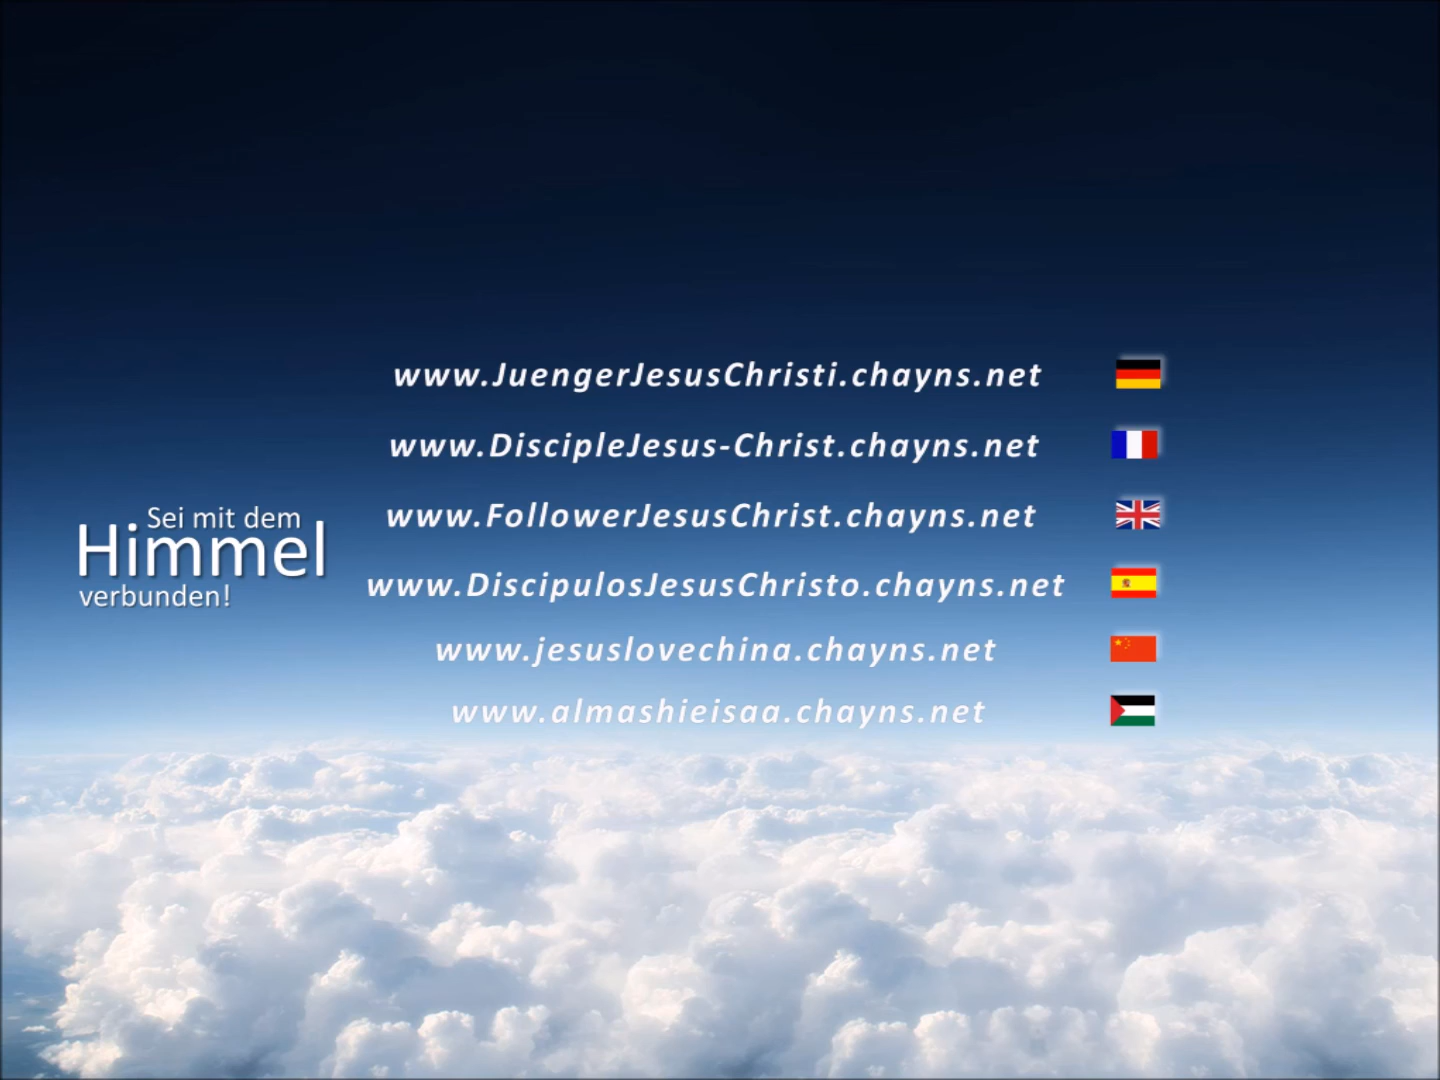 www.JuengerJesusChristi.chayns.net
www.DiscipleJesus-Christ.chayns.net
www.FollowerJesusChrist.chayns.net
www.DiscipulosJesusChristo.chayns.net
www.jesuslovechina.chayns.net
www.almashieisaa.chayns.net
Sei mit dem
Himmel
verbunden!